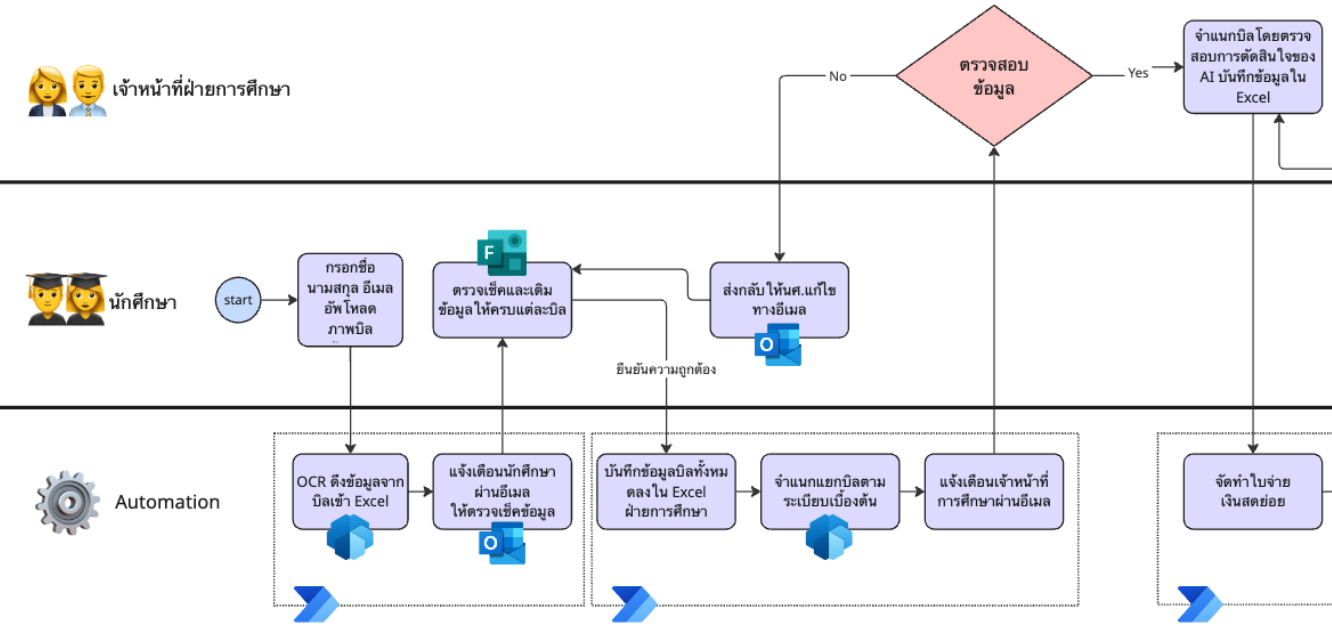 ตรวจสอบ
ข้อมูล
No
Yes
จำแนกบิลโดยตรวจ
สอบการตัดสินใจของ
AI บันทึกข้อมูลใน
Excel
เจ้าหน้าที่ฝ่ายการศึกษา
นักศึกษา
start
กรอกชื่อ
นามสกุล อีเมล
อัพโหลด
ภาพบิล
F
ตรวจเช็คและเติม
ข้อมูลให้ครบแต่ละบิล
ส่งกลับให้นศ.แก้ไข
ทางอีเมล
O
ยืนยันความถูกต้อง
Automation
OCR ดึงข้อมูลจาก
บิลเข้า Excel
แจ้งเตือนนักศึกษา
ผ่านอีเมล
ให้ตรวจเช็คข้อมูล
O
บันทึกข้อมูลบิลทั้งหม
ดลงใน Excel
ฝ่ายการศึกษา
จำแนกแยกบิลตาม
ระเบียบเบื้องต้น
แจ้งเตือนเจ้าหน้าที่
การศึกษาผ่านอีเมล
จัดทำใบจ่าย
เงินสดย่อย